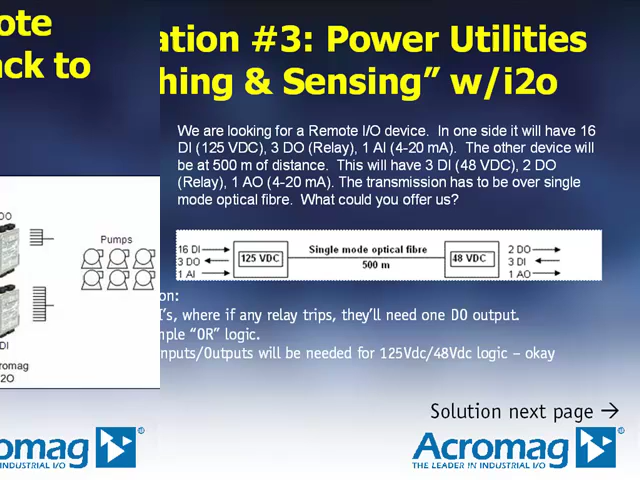 ote
ack to
DO
Pumps
DI
romag
I2O
omag
INDUSTRIAL I/O
ation #3: Power Utilities
hing & Sensing” w/i2o
We are looking for a Remote I/O device. In one side it will have 16
DI (125 VDC), 3 DO (Relay), 1 AI (4-20 mA). The other device will
be at 500 m of distance. This will have 3 DI (48 VDC), 2 DO
(Relay), 1 AO (4-20 mA). The transmission has to be over single
mode optical fibre. What could you offer us?
16 DI
3 DO
1 AI
125 VDC
Single mode optical fibre
500 m
48 VDC
2 DO
3 DI
1 AO
on:
I’s, where if any relay trips, they’ll need one DO output.
mple “OR” logic.
nputs/Outputs will be needed for 125Vdc/48Vdc logic – okay
Solution next page →
Acromag
®
THE LEADER IN INDUSTRIAL I/O